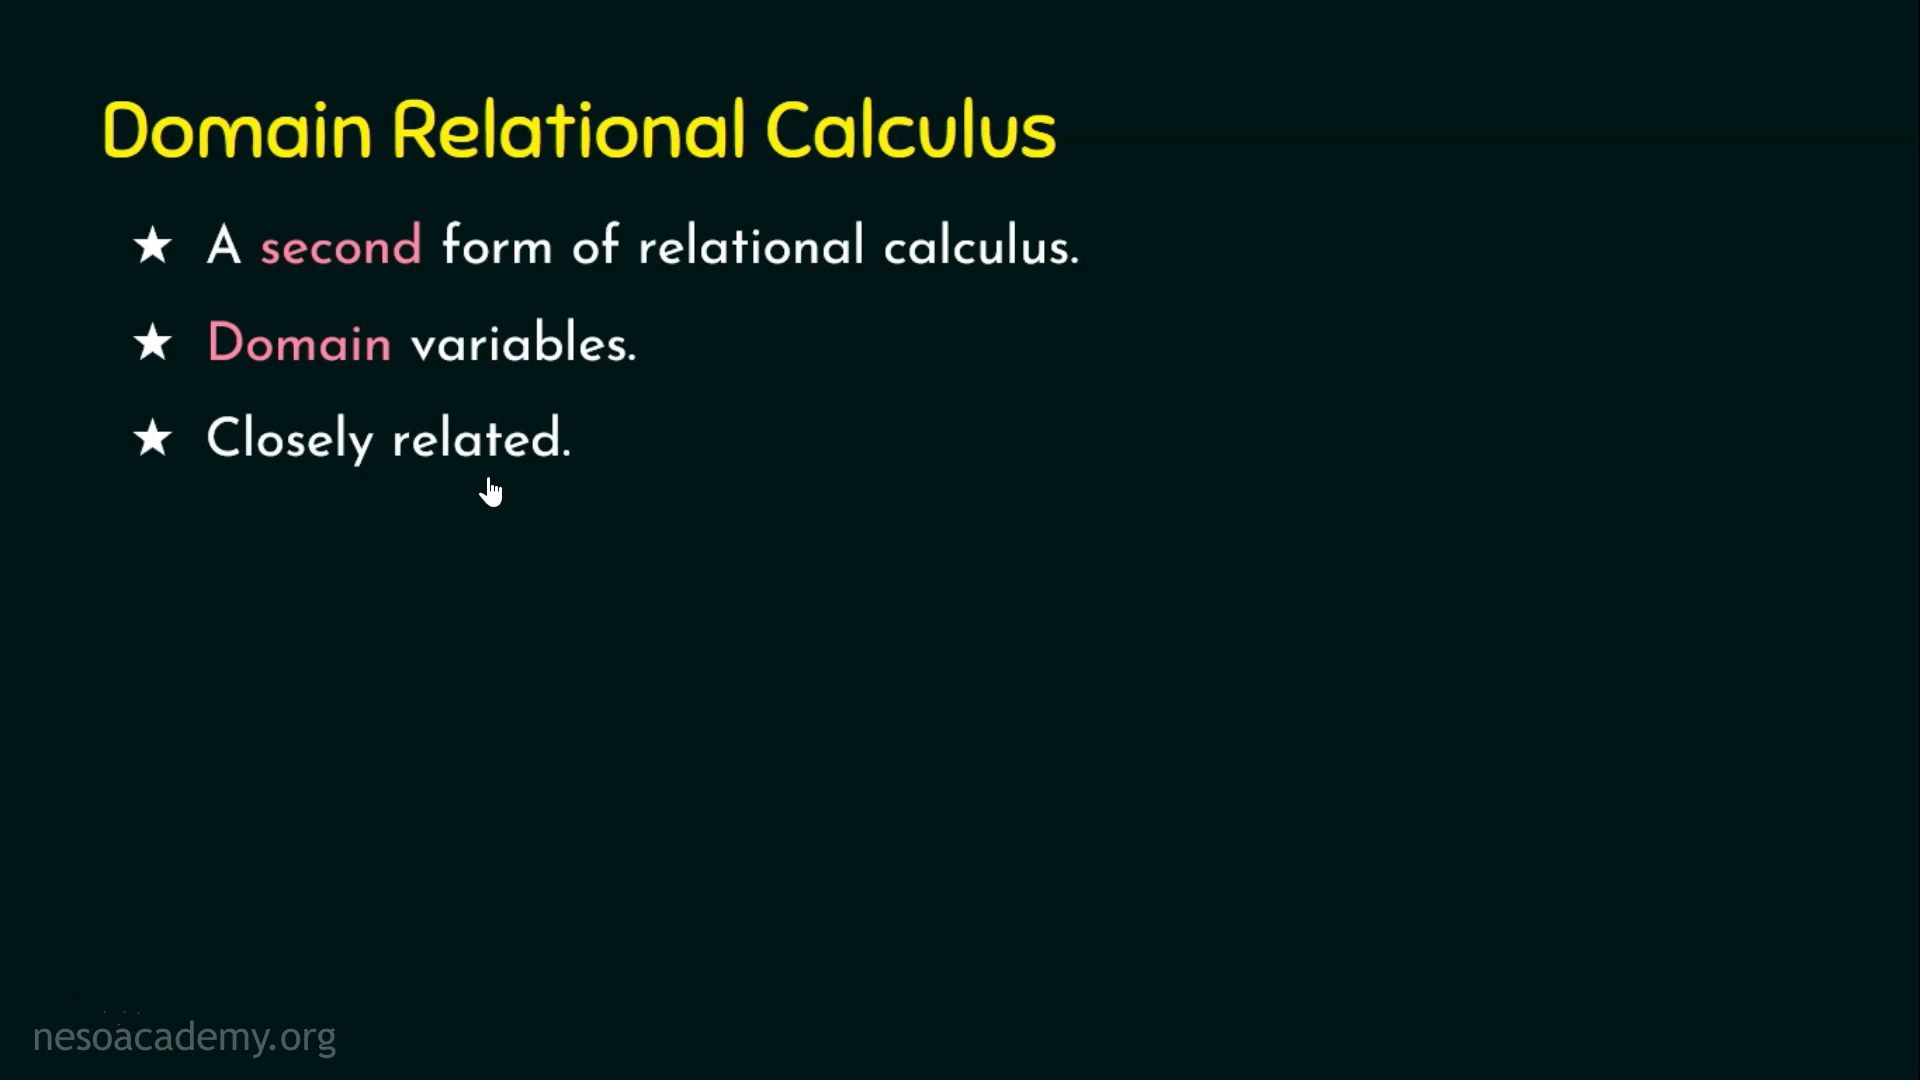 Domain Relational Calculus
★ A second form of relational calculus.
★ Domain variables.
★ Closely related.
nesoacademy.org